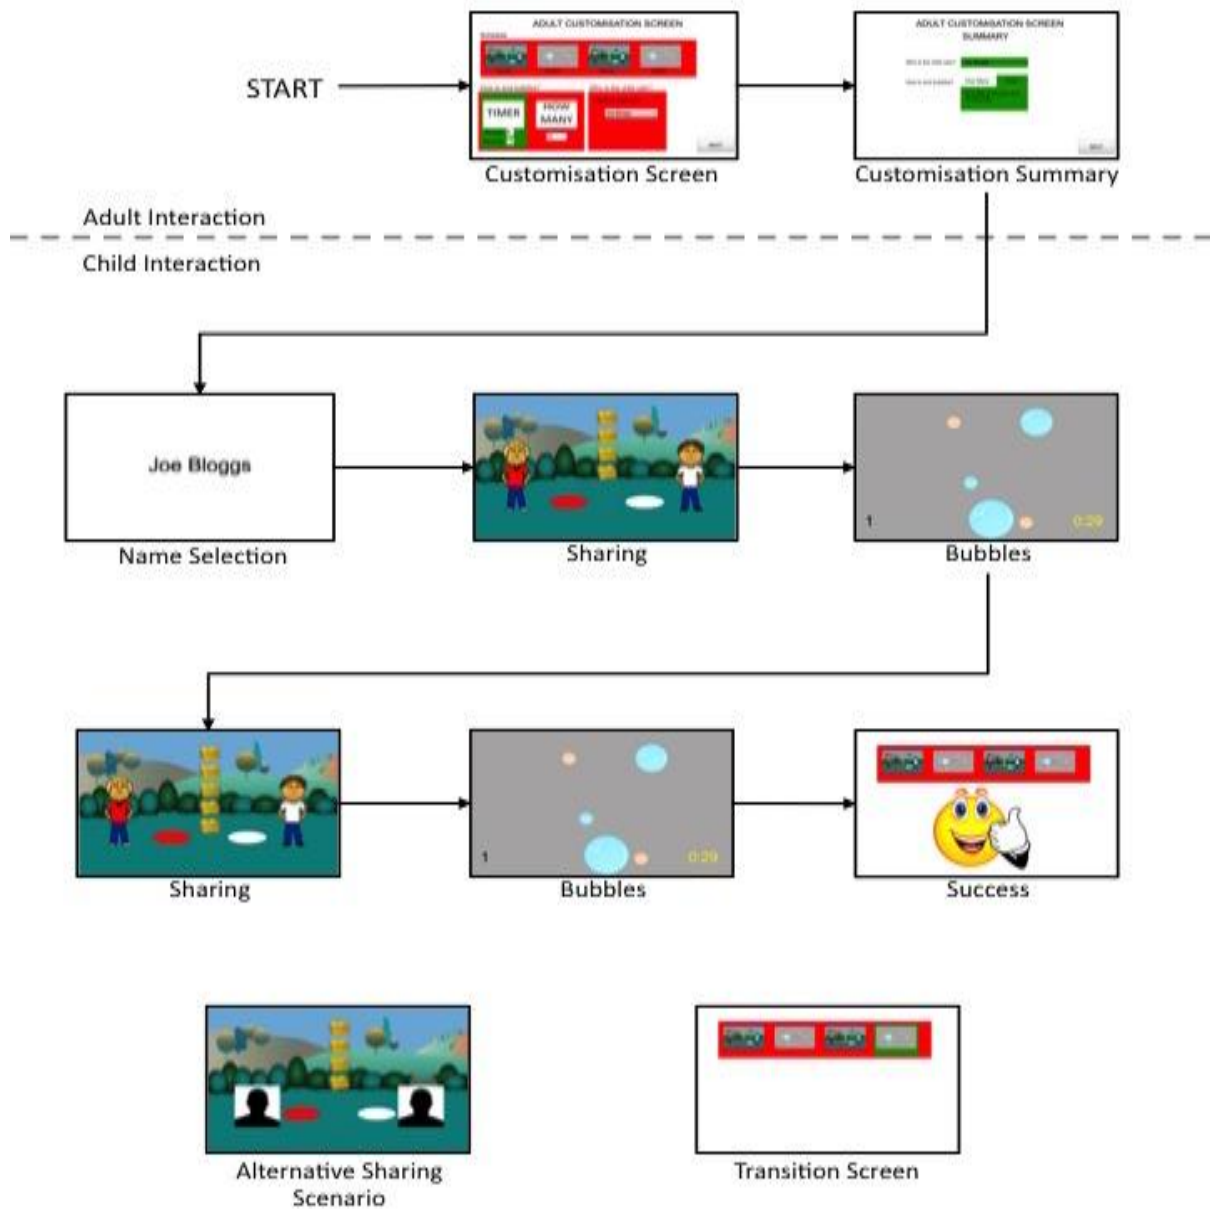 ADULT CUSTOMISATION SCREEN
TIMER
HOW
MANY
START
Customisation Screen
ADULT CUSTOMISATION SCREEN
SUMMARY
Customisation Summary
Adult Interaction
Child Interaction
Joe Bloggs
Name Selection
Sharing
1
0:29
Bubbles
Sharing
1
0:29
Bubbles
Success
Alternative Sharing
Scenario
Transition Screen